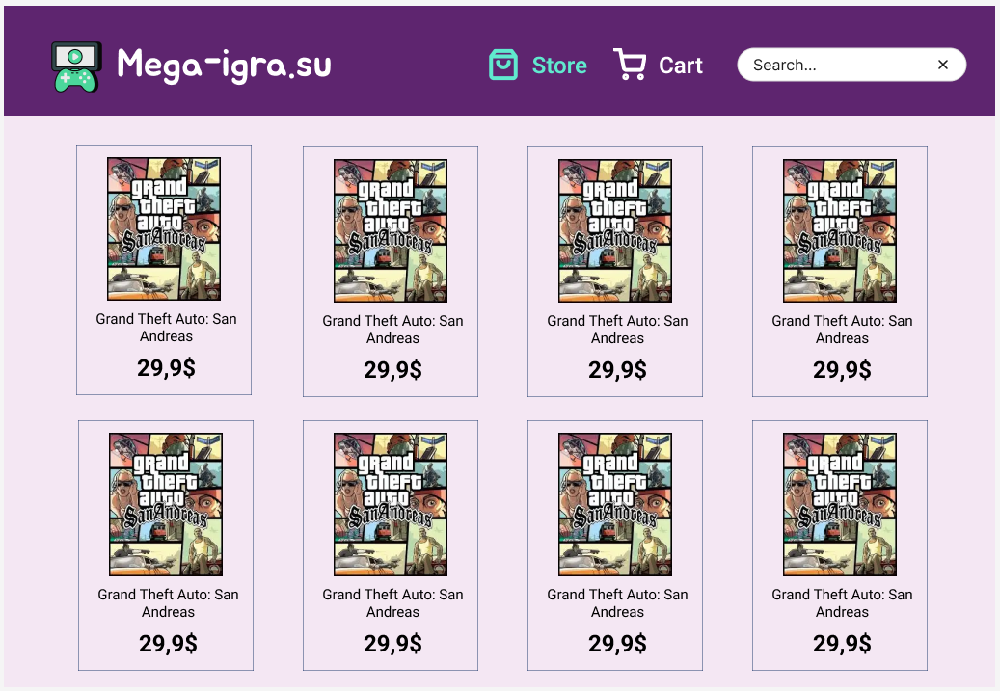 Mega-igra.su
Store
Cart
Search...
grand
theft
auto
San Andreas
grand
theft
auto
San Andreas
grand
theft
auto
San Andreas
grand
theft
auto
San Andreas
Grand Theft Auto: San
Andreas
29,9$
Grand Theft Auto: San
Andreas
29,9$
Grand Theft Auto: San
Andreas
29,9$
Grand Theft Auto: San
Andreas
29,9$
grand
theft
auto
San Andreas
grand
theft
auto
San Andreas
grand
theft
auto
San Andreas
grand
theft
auto
San Andreas
Grand Theft Auto: San
Andreas
29,9$
Grand Theft Auto: San
Andreas
29,9$
Grand Theft Auto: San
Andreas
29,9$
Grand Theft Auto: San
Andreas
29,9$